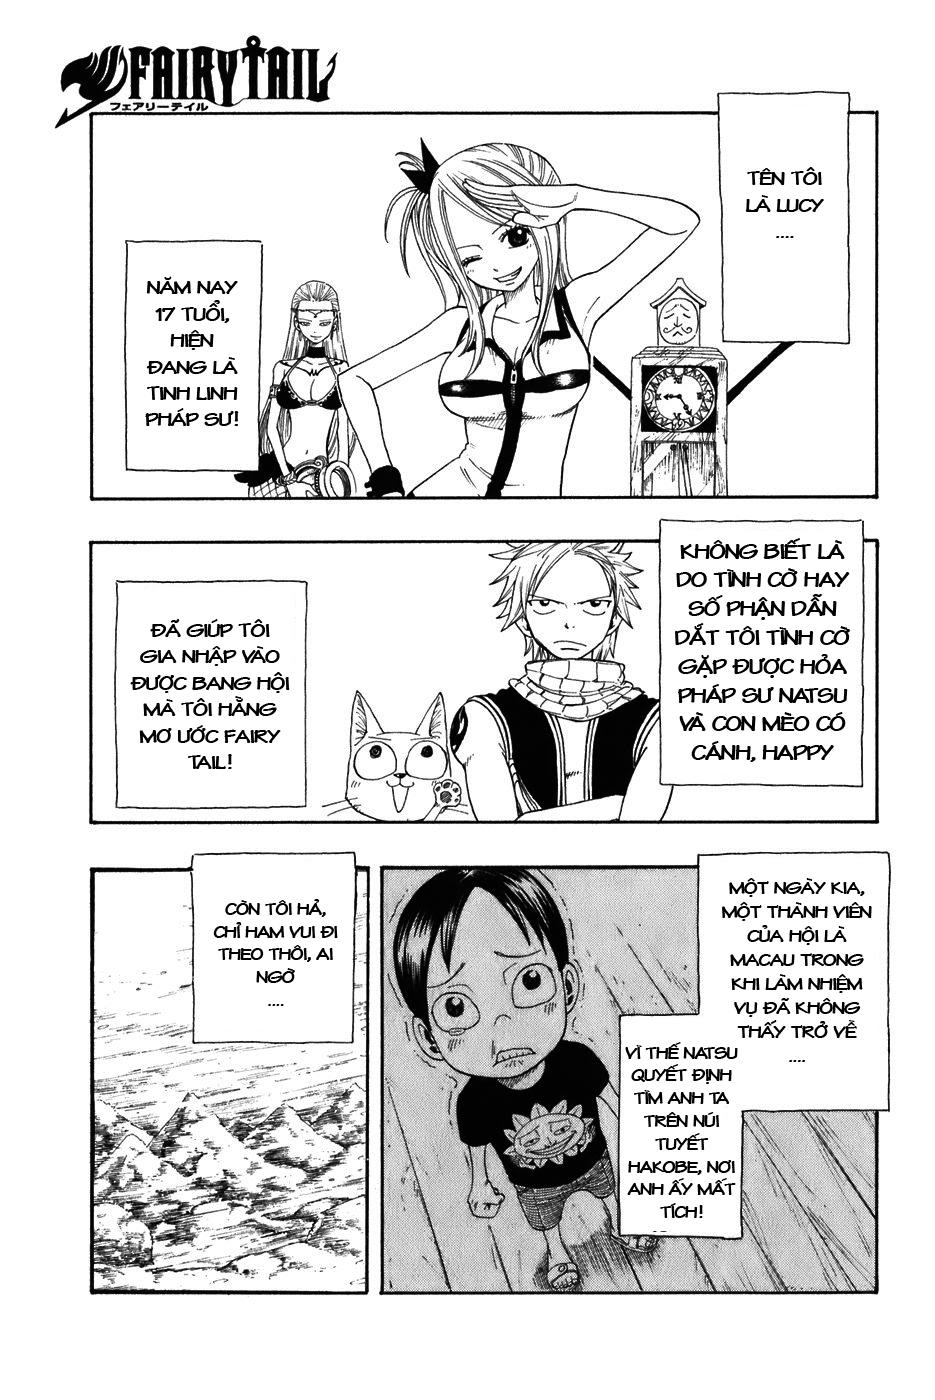 FAIRY TAIL
フェアリーテイル
TÊN TÔI
LÀ LUCY
....
NĂM NAY
17 TUỔI,
HIỆN
ĐANG LÀ
TINH LINH
PHÁP SƯ!
KHÔNG BIẾT LÀ
DO TÌNH CỜ HAY
SỐ PHẬN DẪN
DẮT TÔI TÌNH CỜ
GẶP ĐƯỢC HỎA
PHÁP SƯ NATSU
VÀ CON MÈO CÓ
CÁNH, HAPPY
ĐÃ GIÚP TÔI
GIA NHẬP VÀO
ĐƯỢC BANG HỘI
MÀ TÔI HẰNG
MƠ ƯỚC FAIRY
TAIL!
MỘT NGÀY KIA,
MỘT THÀNH VIÊN
CỦA HỘI LÀ
MACAU TRONG
KHI LÀM NHIỆM
VỤ ĐÃ KHÔNG
THẤY TRỞ VỀ
....
VÌ THẾ NATSU
QUYẾT ĐỊNH
TÌM ANH TA
TRÊN NÚI
TUYẾT
HAKOBE, NƠI
ANH ẤY MẤT
TÍCH!
CÒN TÔI HẢ,
CHỈ HAM VUI ĐI
THEO THÔI, AI
NGỜ
....